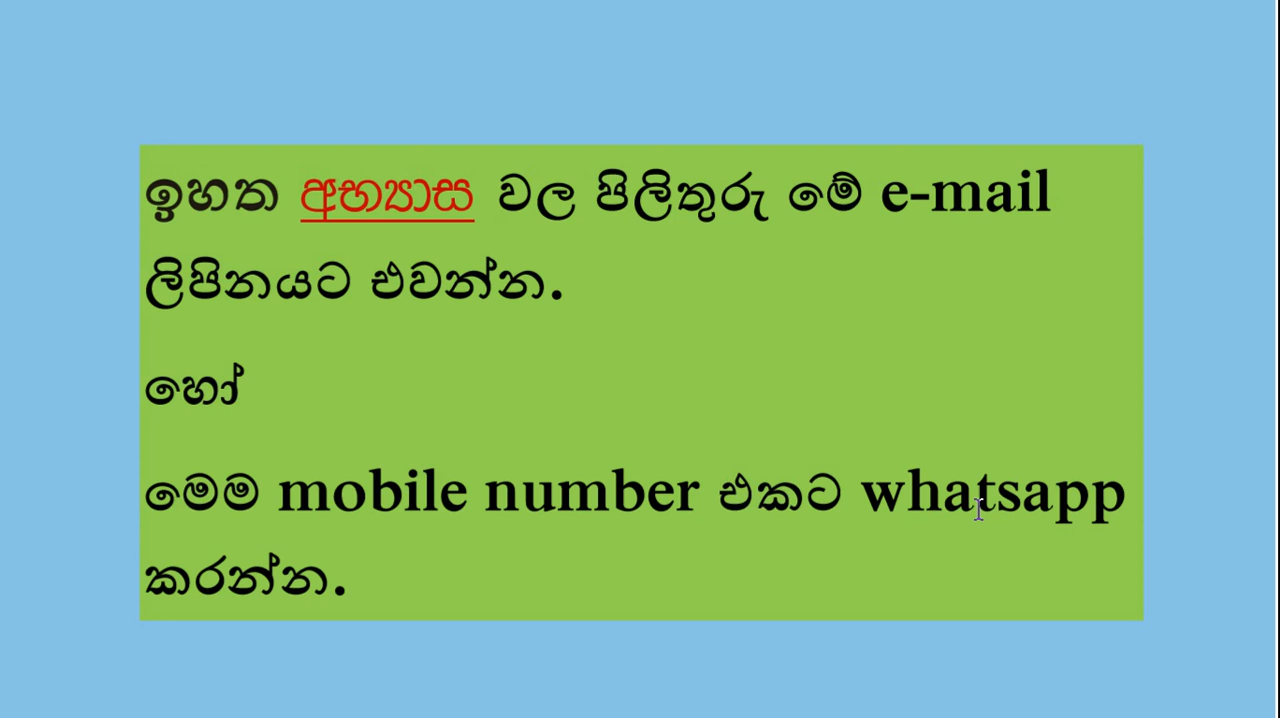 ඉහත අභ්‍යාස වල පිලිතුරු මේ e-mail
ලිපිනයට එවන්න.
හෝ
මෙම mobile number එකට whatsapp
කරන්න.